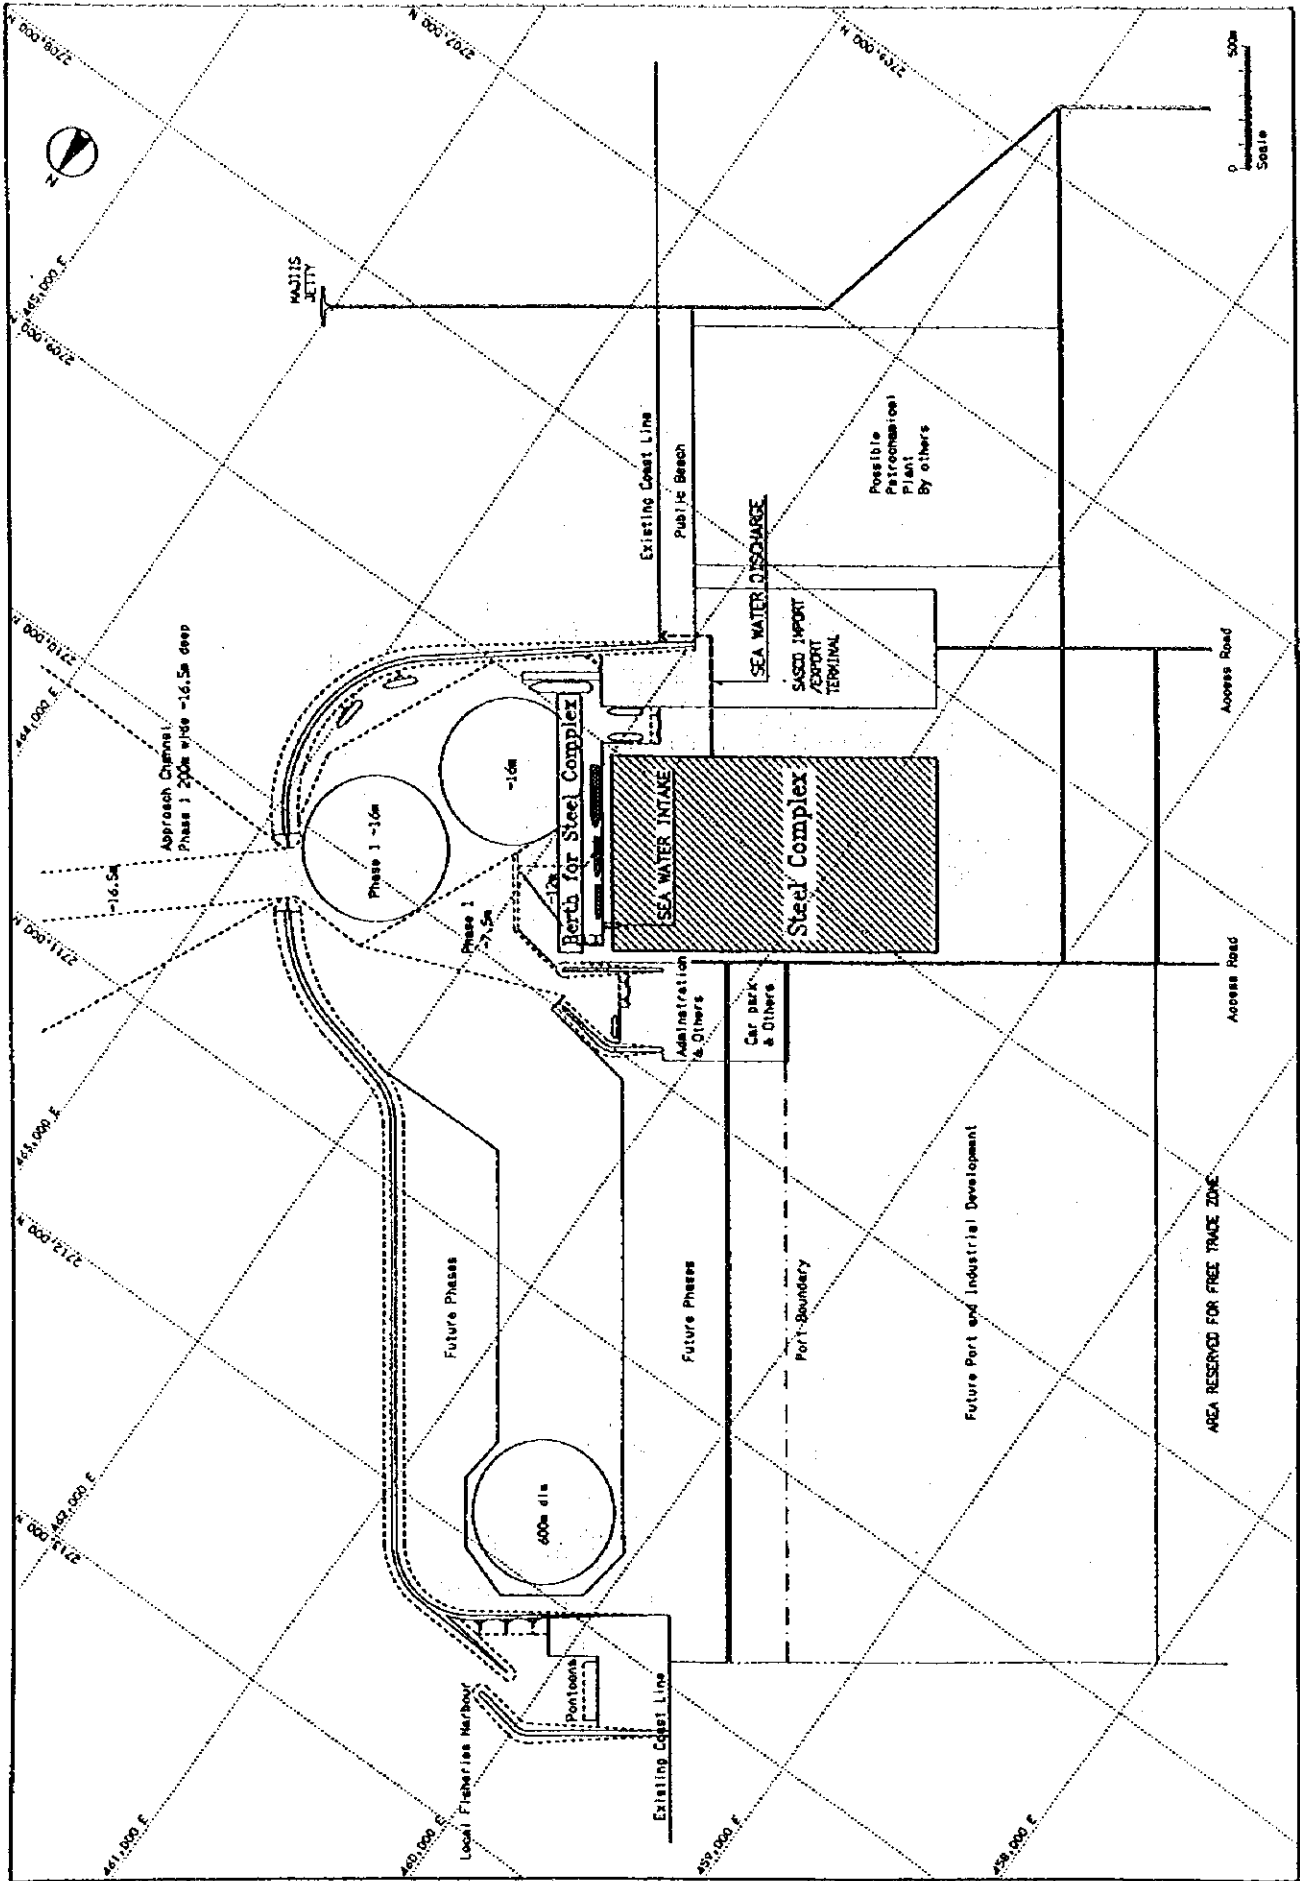 2708,000 N
2707,000 N
2706,000 N
N
0
500m
Scale
MAJIIS
JETTY
465,000 E
2709,000 N
Existing Coast Line
Public Beach
Possible
Petrochemical
Plant
By others
SEA WATER DISCHARGE
SASCO IMPORT
/EXPORT
TERMINAL
Access Road
2710,000 N
464,000 E
Approach Channel
Phase 1 200m wide -16.5m deep
-16.5m
Phase 1 -16m
-16m
Berth for Steel Complex
SEA WATER INTAKE
Steel Complex
Phase 1
-7.5m
-12m
2711,000 N
Administration
& Others
Car park
& Others
Access Road
463,000 E
2712,000 N
Future Phases
Future Phases
Port Boundary
Future Port and Industrial Development
AREA RESERVED FOR FREE TRADE ZONE
462,000 E
2713,000 N
600m dia
Local Fisheries Harbour
Pontoons
Existing Coast Line
461,000 E
460,000 E
459,000 E
458,000 E